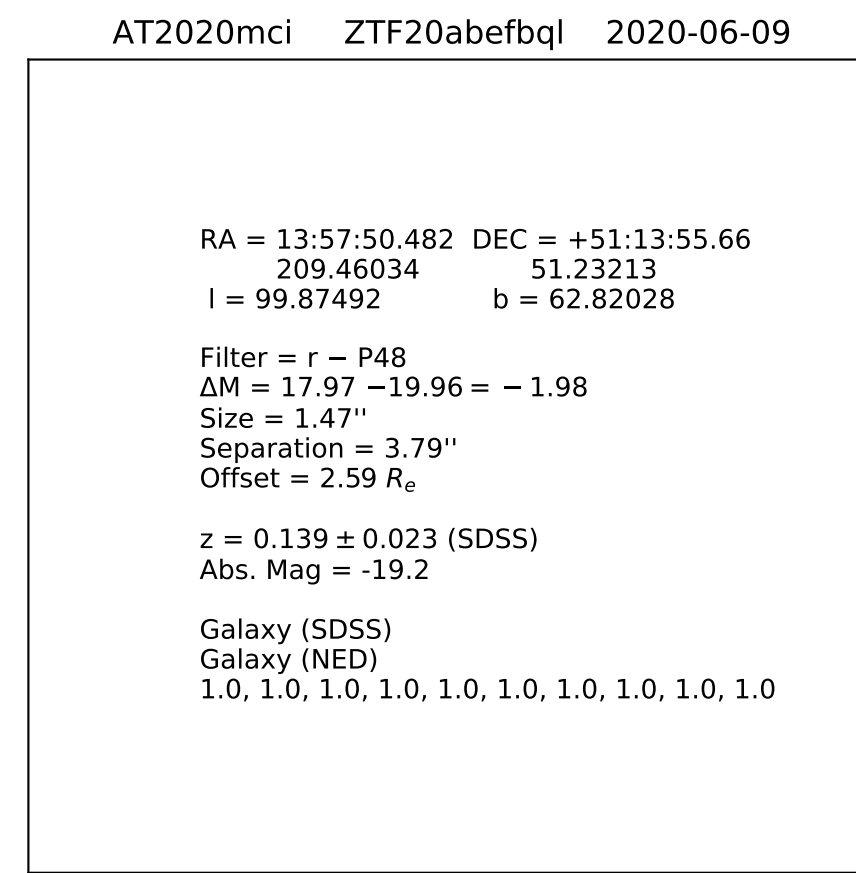 AT2020mci ZTF20abefbql 2020-06-09
RA = 13:57:50.482 DEC = +51:13:55.66
209.46034 51.23213
l = 99.87492 b = 62.82028
Filter = r − P48
ΔM = 17.97 −19.96 = − 1.98
Size = 1.47''
Separation = 3.79''
Offset = 2.59 Rₑ
z = 0.139 ± 0.023 (SDSS)
Abs. Mag = -19.2
Galaxy (SDSS)
Galaxy (NED)
1.0, 1.0, 1.0, 1.0, 1.0, 1.0, 1.0, 1.0, 1.0, 1.0